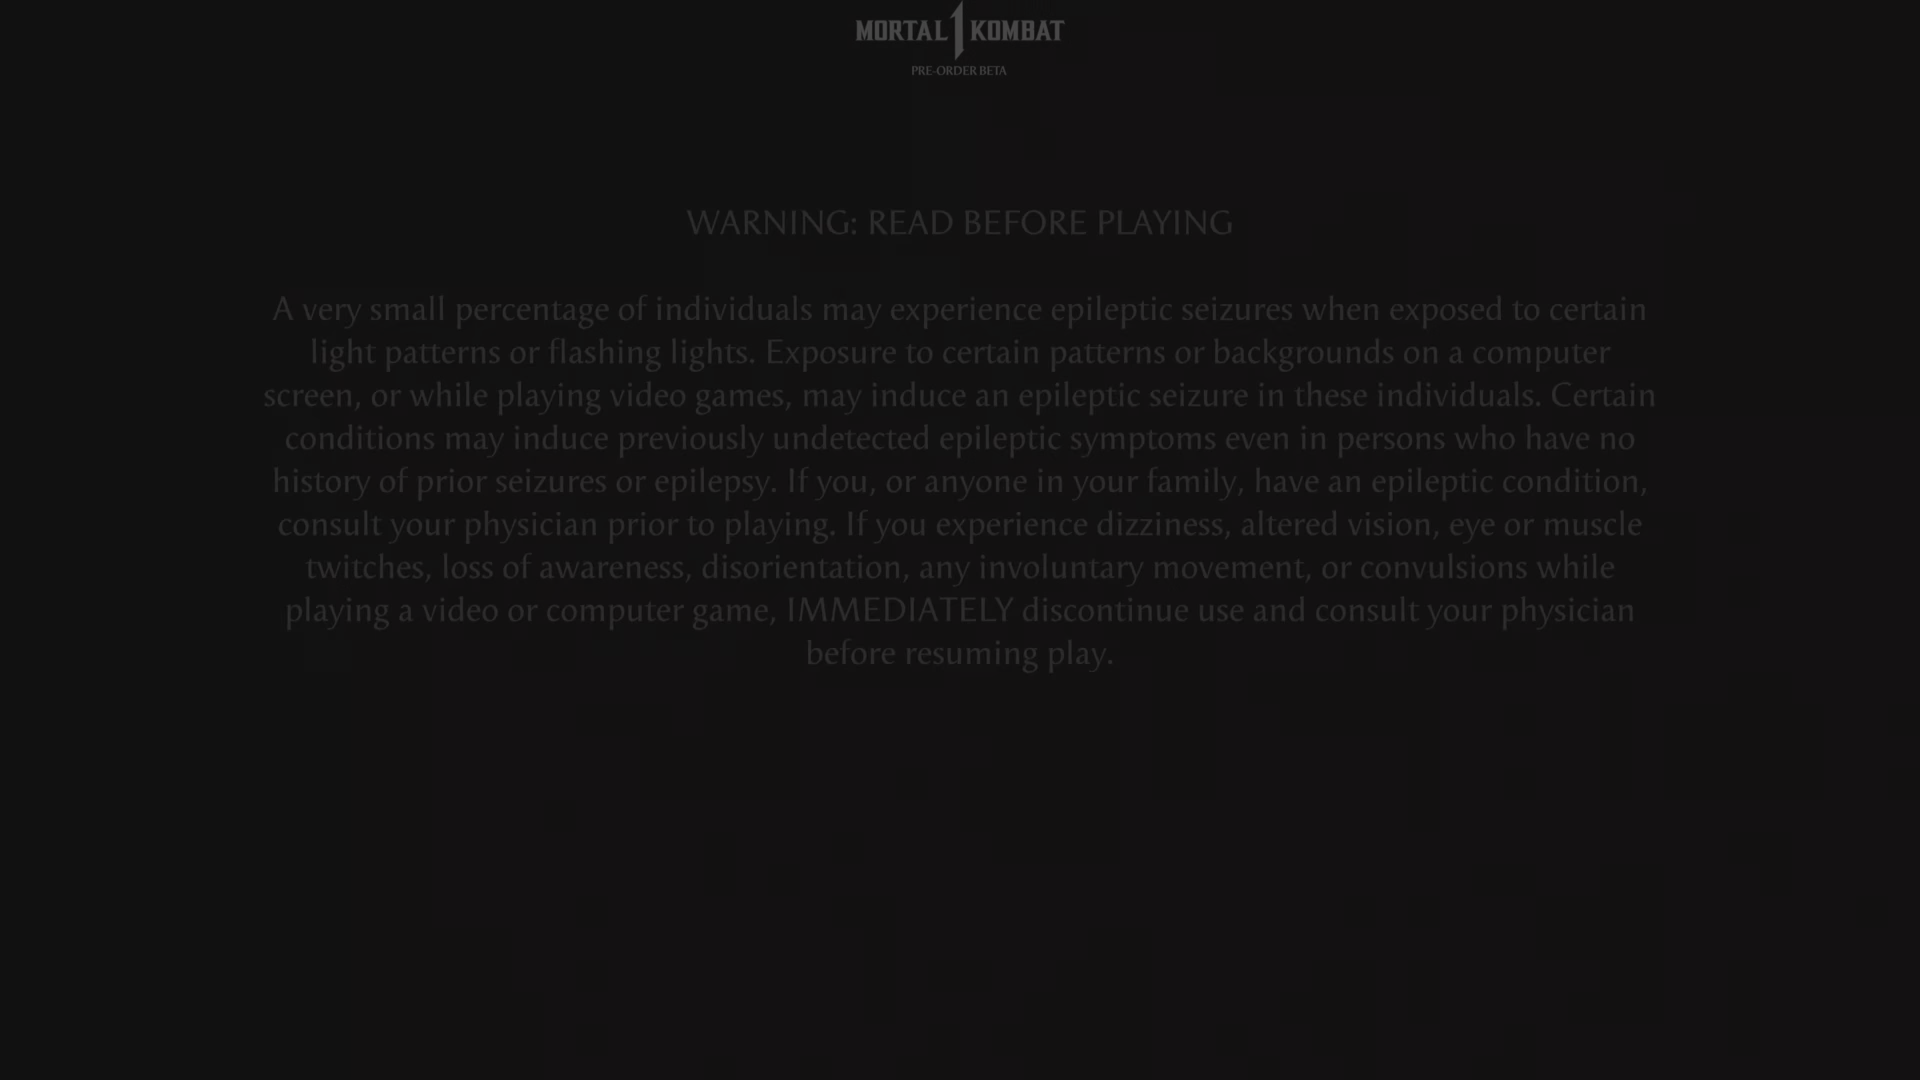 MORTAL 1 KOMBAT
PRE-ORDER BETA
WARNING: READ BEFORE PLAYING
A very small percentage of individuals may experience epileptic seizures when exposed to certain
light patterns or flashing lights. Exposure to certain patterns or backgrounds on a computer
screen, or while playing video games, may induce an epileptic seizure in these individuals. Certain
conditions may induce previously undetected epileptic symptoms even in persons who have no
history of prior seizures or epilepsy. If you, or anyone in your family, have an epileptic condition,
consult your physician prior to playing. If you experience dizziness, altered vision, eye or muscle
twitches, loss of awareness, disorientation, any involuntary movement, or convulsions while
playing a video or computer game, IMMEDIATELY discontinue use and consult your physician
before resuming play.